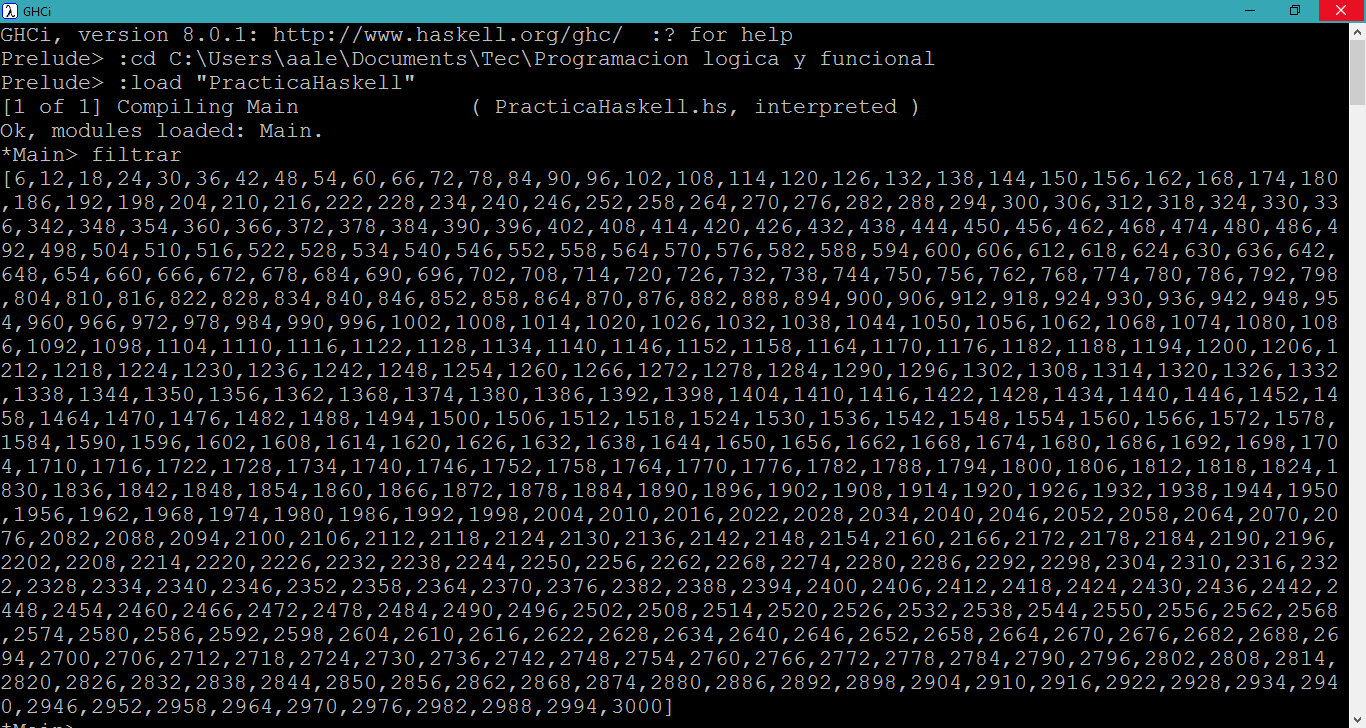 GHCi
GHCi, version 8.0.1: http://www.haskell.org/ghc/  :? for help
Prelude> :cd C:\Users\aale\Documents\Tec\Programacion logica y funcional
Prelude> :load "PracticaHaskell"
[1 of 1] Compiling Main             ( PracticaHaskell.hs, interpreted )
Ok, modules loaded: Main.
*Main> filtrar
[6,12,18,24,30,36,42,48,54,60,66,72,78,84,90,96,102,108,114,120,126,132,138,144,150,156,162,168,174,180
,186,192,198,204,210,216,222,228,234,240,246,252,258,264,270,276,282,288,294,300,306,312,318,324,330,33
6,342,348,354,360,366,372,378,384,390,396,402,408,414,420,426,432,438,444,450,456,462,468,474,480,486,4
92,498,504,510,516,522,528,534,540,546,552,558,564,570,576,582,588,594,600,606,612,618,624,630,636,642,
648,654,660,666,672,678,684,690,696,702,708,714,720,726,732,738,744,750,756,762,768,774,780,786,792,798
,804,810,816,822,828,834,840,846,852,858,864,870,876,882,888,894,900,906,912,918,924,930,936,942,948,95
4,960,966,972,978,984,990,996,1002,1008,1014,1020,1026,1032,1038,1044,1050,1056,1062,1068,1074,1080,108
6,1092,1098,1104,1110,1116,1122,1128,1134,1140,1146,1152,1158,1164,1170,1176,1182,1188,1194,1200,1206,1
212,1218,1224,1230,1236,1242,1248,1254,1260,1266,1272,1278,1284,1290,1296,1302,1308,1314,1320,1326,1332
,1338,1344,1350,1356,1362,1368,1374,1380,1386,1392,1398,1404,1410,1416,1422,1428,1434,1440,1446,1452,14
58,1464,1470,1476,1482,1488,1494,1500,1506,1512,1518,1524,1530,1536,1542,1548,1554,1560,1566,1572,1578,
1584,1590,1596,1602,1608,1614,1620,1626,1632,1638,1644,1650,1656,1662,1668,1674,1680,1686,1692,1698,170
4,1710,1716,1722,1728,1734,1740,1746,1752,1758,1764,1770,1776,1782,1788,1794,1800,1806,1812,1818,1824,1
830,1836,1842,1848,1854,1860,1866,1872,1878,1884,1890,1896,1902,1908,1914,1920,1926,1932,1938,1944,1950
,1956,1962,1968,1974,1980,1986,1992,1998,2004,2010,2016,2022,2028,2034,2040,2046,2052,2058,2064,2070,20
76,2082,2088,2094,2100,2106,2112,2118,2124,2130,2136,2142,2148,2154,2160,2166,2172,2178,2184,2190,2196,
2202,2208,2214,2220,2226,2232,2238,2244,2250,2256,2262,2268,2274,2280,2286,2292,2298,2304,2310,2316,232
2,2328,2334,2340,2346,2352,2358,2364,2370,2376,2382,2388,2394,2400,2406,2412,2418,2424,2430,2436,2442,2
448,2454,2460,2466,2472,2478,2484,2490,2496,2502,2508,2514,2520,2526,2532,2538,2544,2550,2556,2562,2568
,2574,2580,2586,2592,2598,2604,2610,2616,2622,2628,2634,2640,2646,2652,2658,2664,2670,2676,2682,2688,26
94,2700,2706,2712,2718,2724,2730,2736,2742,2748,2754,2760,2766,2772,2778,2784,2790,2796,2802,2808,2814,
2820,2826,2832,2838,2844,2850,2856,2862,2868,2874,2880,2886,2892,2898,2904,2910,2916,2922,2928,2934,294
0,2946,2952,2958,2964,2970,2976,2982,2988,2994,3000]
*Main>